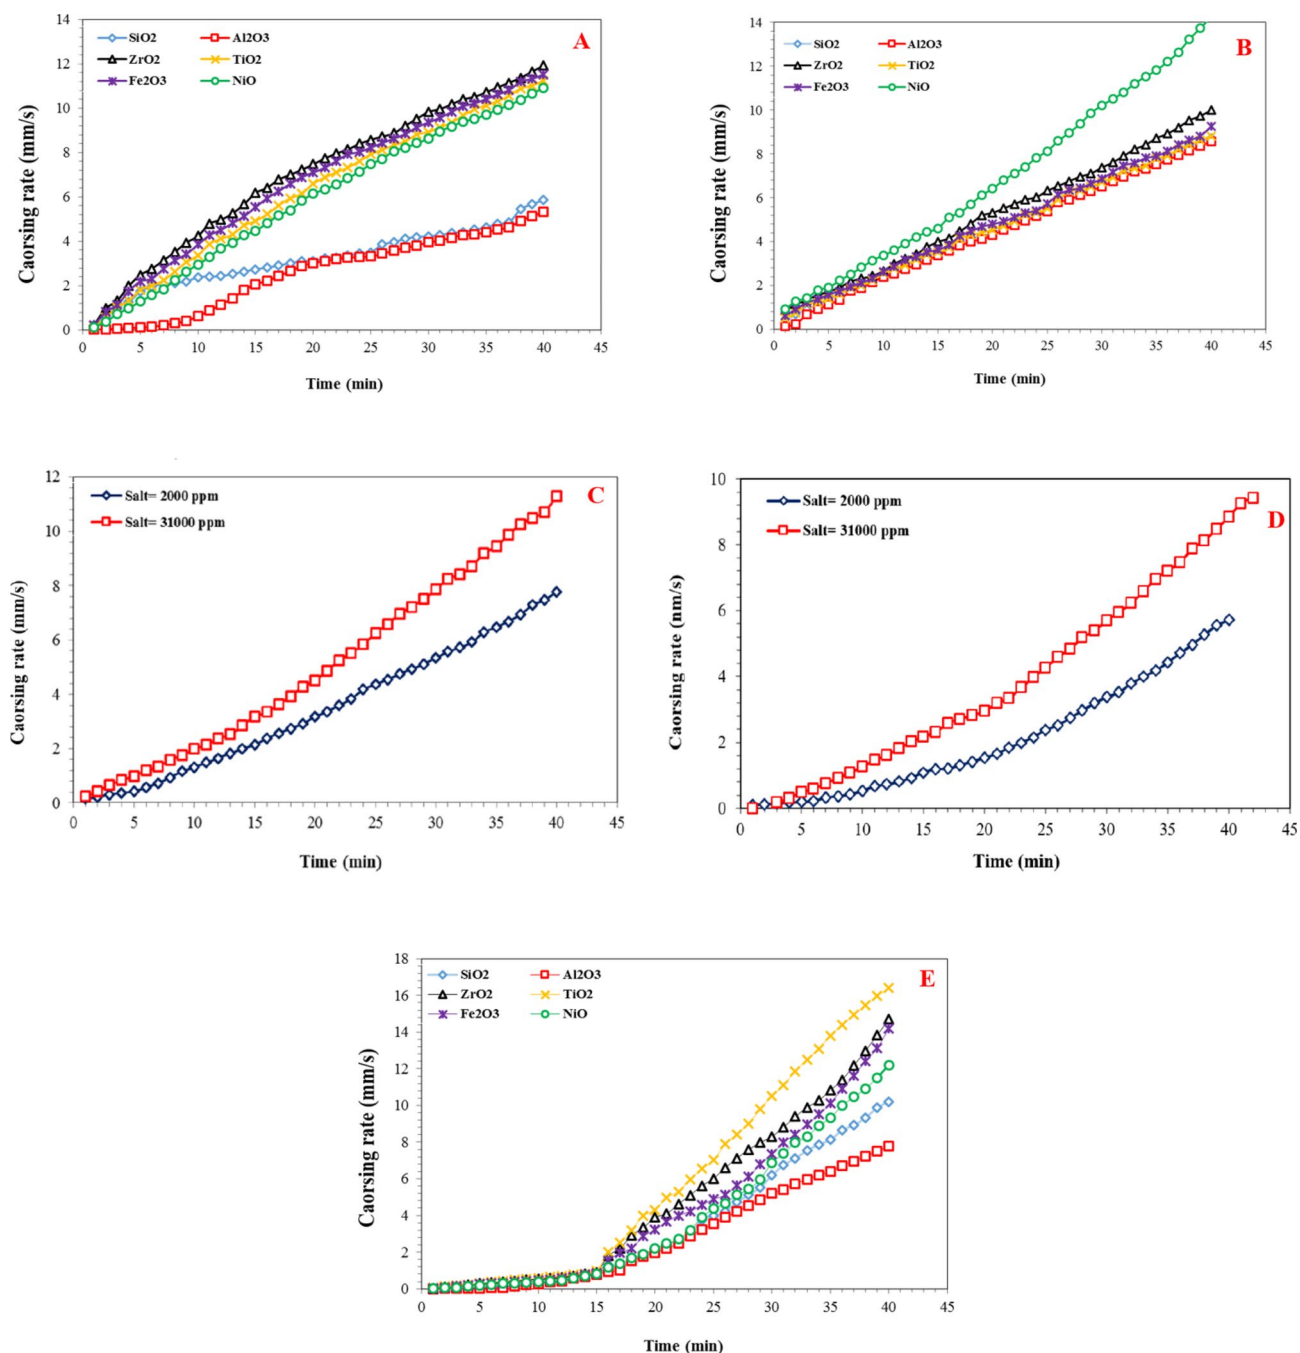 A
SiO2 Al2O3
ZrO2 TiO2
Fe2O3 NiO
Caorsing rate (mm/s)
14
12
10
8
6
4
2
0
0 5 10 15 20 25 30 35 40 45
Time (min)
B
SiO2 Al2O3
ZrO2 TiO2
Fe2O3 NiO
Caorsing rate (mm/s)
14
12
10
8
6
4
2
0
0 5 10 15 20 25 30 35 40 45
Time (min)
C
Salt= 2000 ppm
Salt= 31000 ppm
Caorsing rate (mm/s)
12
10
8
6
4
2
0
0 5 10 15 20 25 30 35 40 45
Time (min)
D
Salt= 2000 ppm
Salt= 31000 ppm
Caorsing rate (mm/s)
10
8
6
4
2
0
0 5 10 15 20 25 30 35 40 45
Time (min)
E
SiO2 Al2O3
ZrO2 TiO2
Fe2O3 NiO
Caorsing rate (mm/s)
18
16
14
12
10
8
6
4
2
0
0 5 10 15 20 25 30 35 40 45
Time (min)